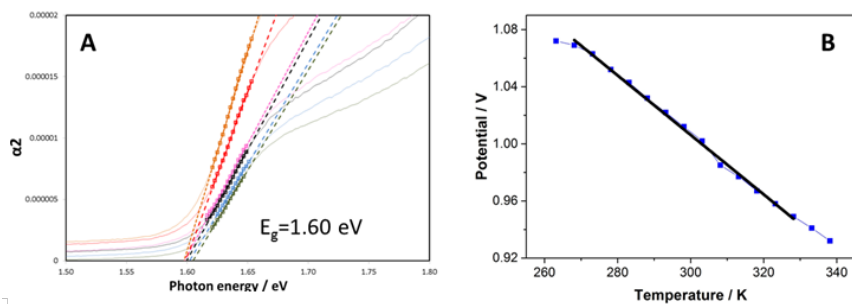 A
0.00002
0.000015
α2
0.00001
0.000005
0
E_g=1.60 eV
1.50 1.55 1.60 1.65 1.70 1.75 1.80
Photon energy / eV
B
1.08
1.04
Potential / V
1.00
0.96
0.92
260 280 300 320 340
Temperature / K